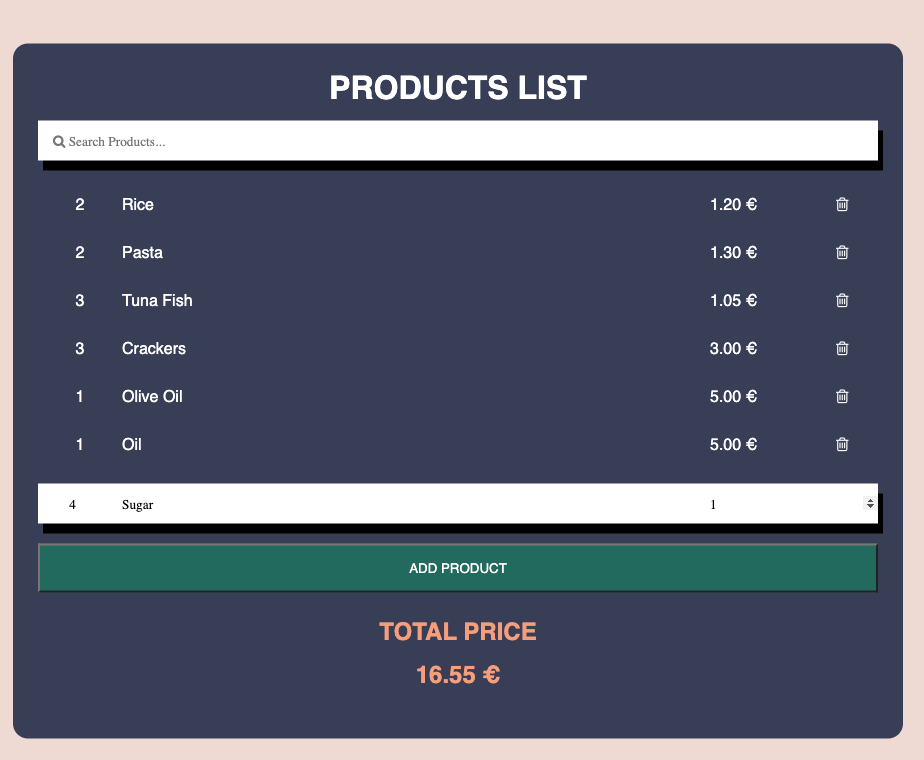 PRODUCTS LIST
Search Products...
2 Rice 1.20 €
2 Pasta 1.30 €
3 Tuna Fish 1.05 €
3 Crackers 3.00 €
1 Olive Oil 5.00 €
1 Oil 5.00 €
4 Sugar 1
ADD PRODUCT
TOTAL PRICE
16.55 €